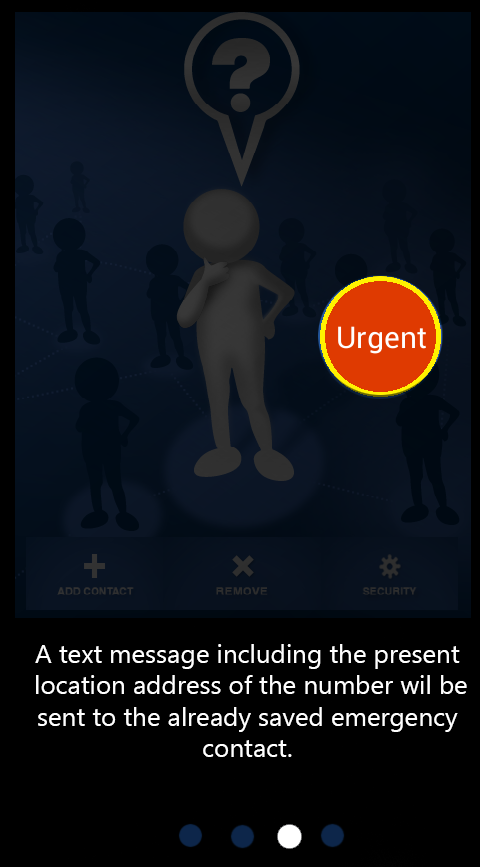 ?
Urgent
ADD CONTACT
REMOVE
SECURITY
A text message including the present
location address of the number wil be
sent to the already saved emergency
contact.